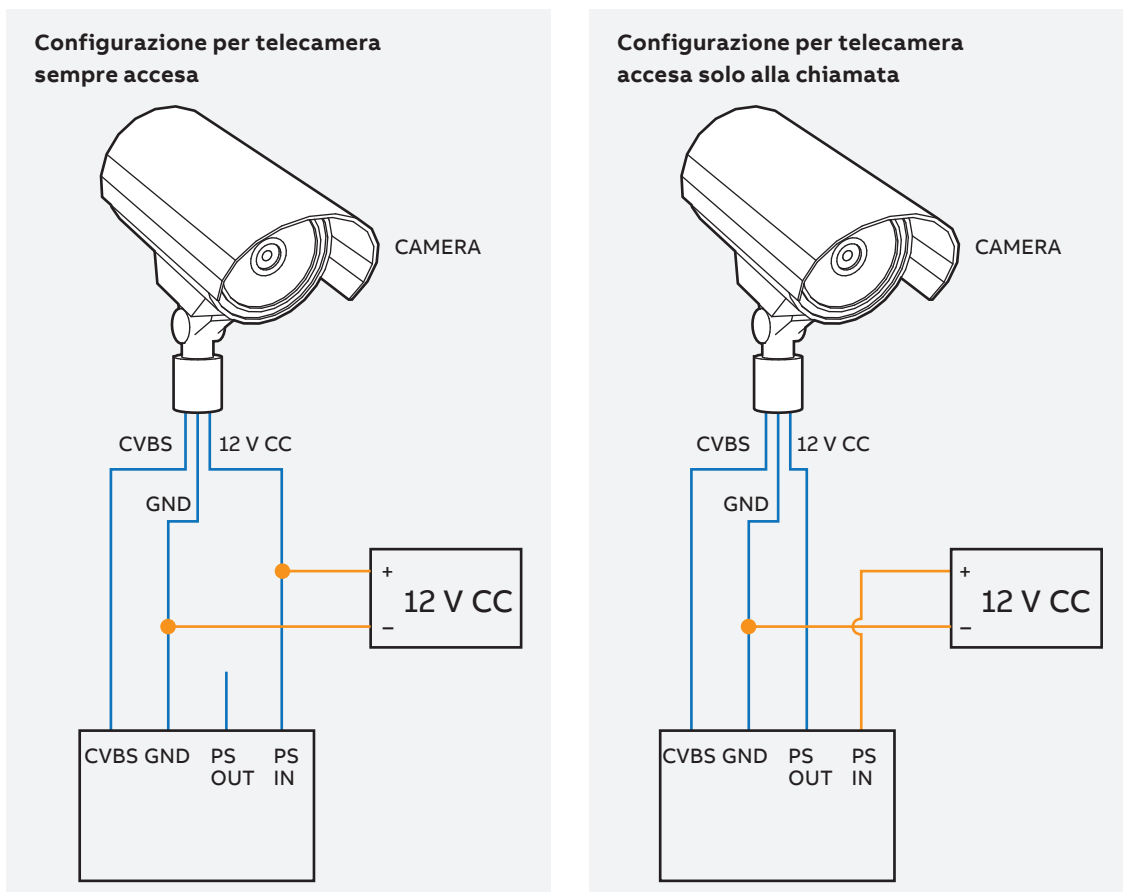 Configurazione per telecamera
sempre accesa
CAMERA
CVBS
12 V CC
GND
+
12 V CC
–
CVBS GND PS PS
OUT IN
Configurazione per telecamera
accesa solo alla chiamata
CAMERA
CVBS
12 V CC
GND
+
12 V CC
–
CVBS GND PS PS
OUT IN